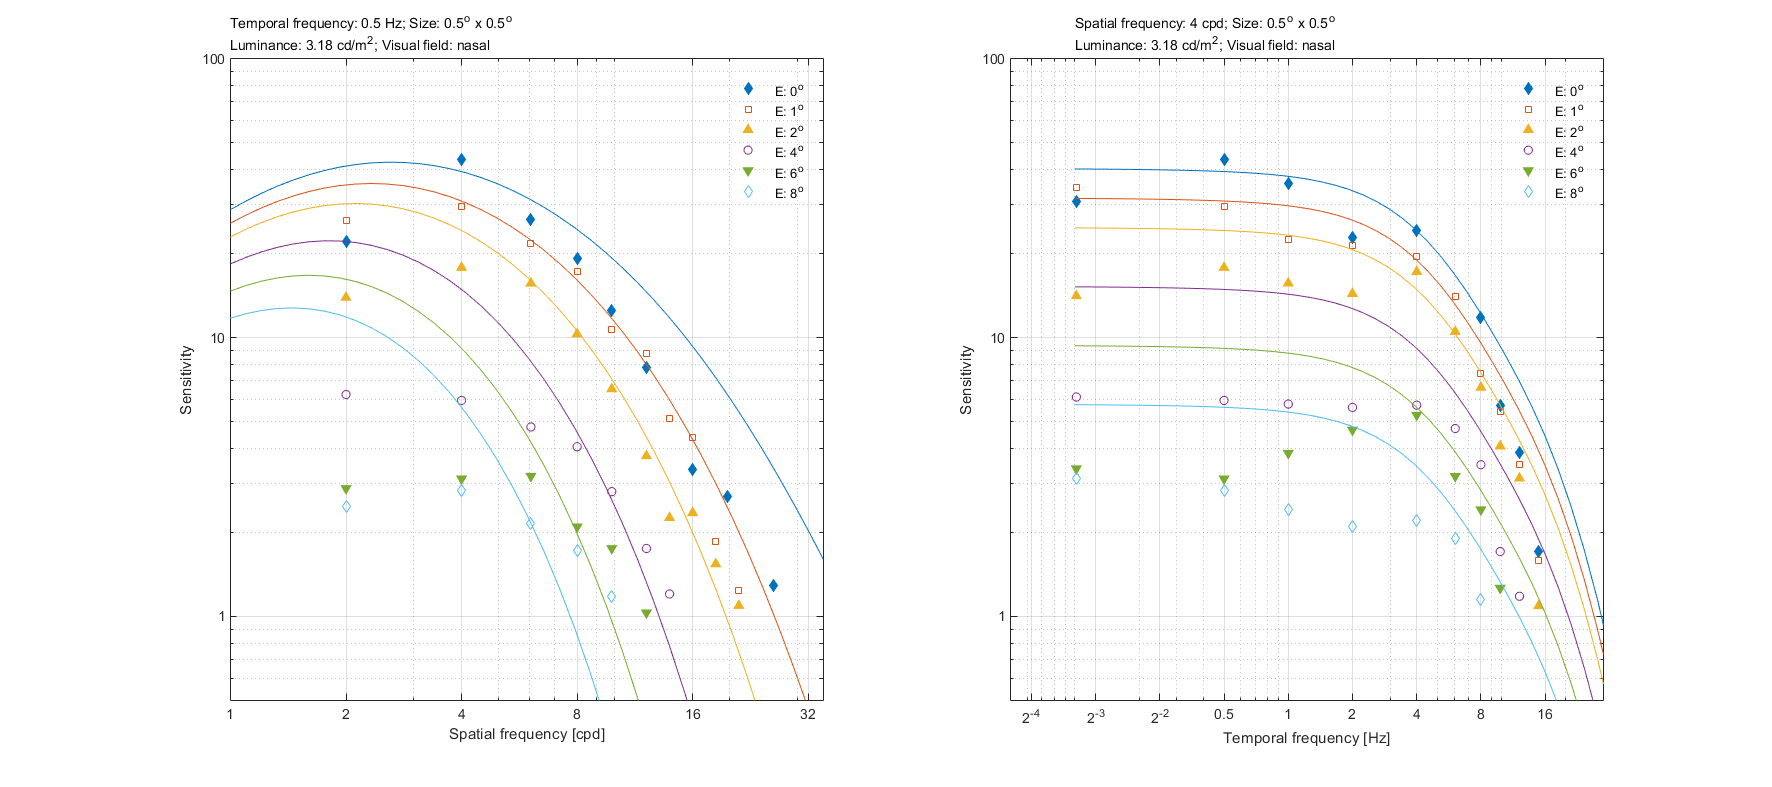 Temporal frequency: 0.5 Hz; Size: 0.5° x 0.5°
Luminance: 3.18 cd/m²; Visual field: nasal
100
10
1
Sensitivity
E: 0°
E: 1°
E: 2°
E: 4°
E: 6°
E: 8°
1 2 4 8 16 32
Spatial frequency [cpd]
Spatial frequency: 4 cpd; Size: 0.5° x 0.5°
Luminance: 3.18 cd/m²; Visual field: nasal
100
10
1
Sensitivity
E: 0°
E: 1°
E: 2°
E: 4°
E: 6°
E: 8°
2⁻⁴ 2⁻³ 2⁻² 0.5 1 2 4 8 16
Temporal frequency [Hz]